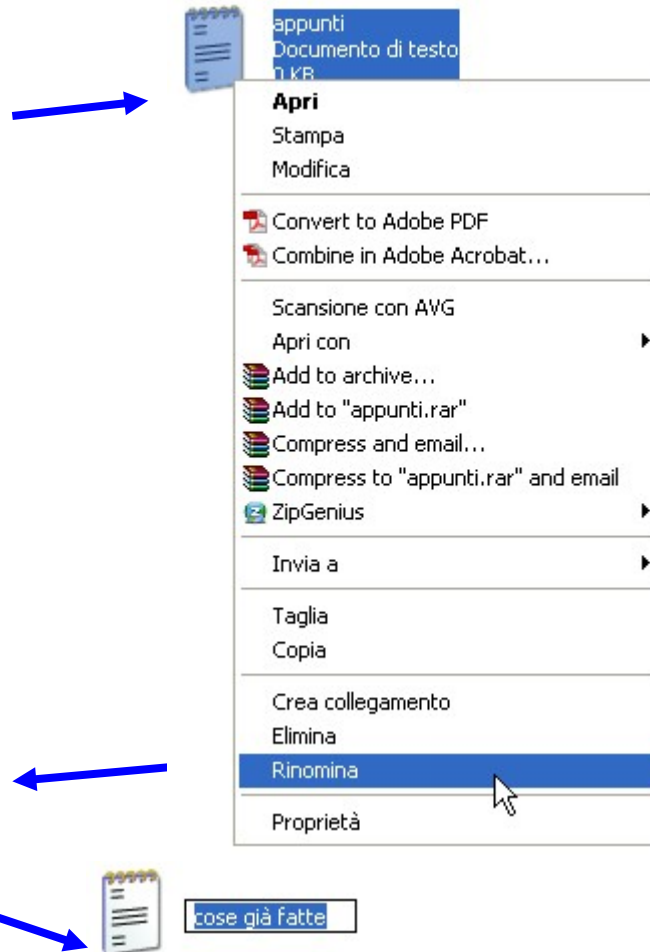 appunti
Documento di testo
0 KB
Apri
Stampa
Modifica
Convert to Adobe PDF
Combine in Adobe Acrobat...
Scansione con AVG
Apri con
Add to archive...
Add to "appunti.rar"
Compress and email...
Compress to "appunti.rar" and email
ZipGenius
Invia a
Taglia
Copia
Crea collegamento
Elimina
Rinomina
Proprietà
cose già fatte